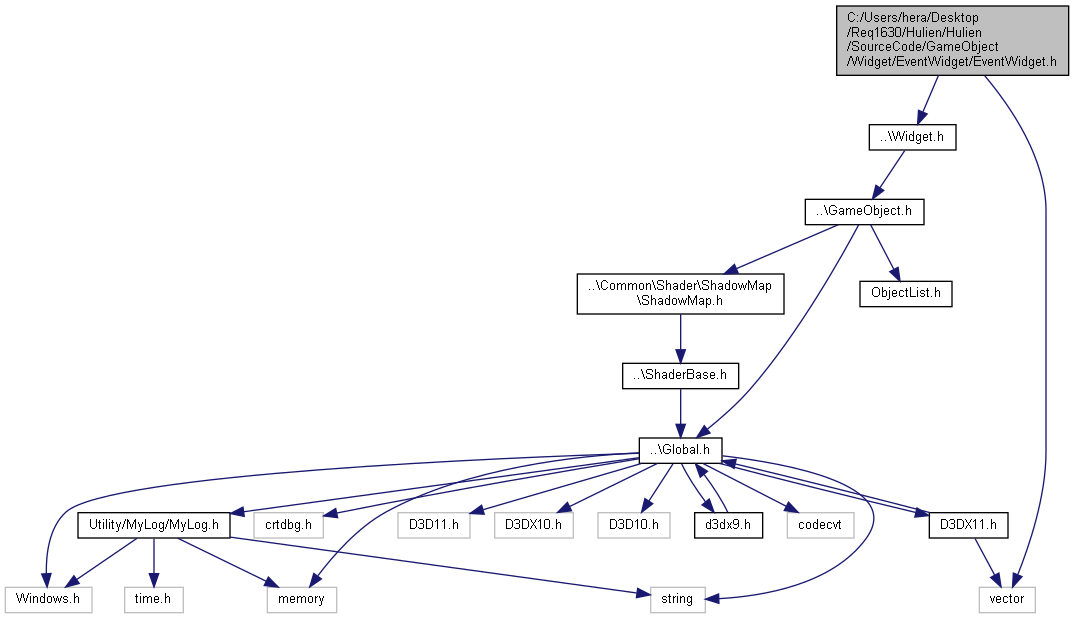 C:/Users/hera/Desktop
/Req1630/Hulien/Hulien
/SourceCode/GameObject
/Widget/EventWidget/EventWidget.h
..\Widget.h
..\GameObject.h
..\Common\Shader\ShadowMap
\ShadowMap.h
ObjectList.h
..\ShaderBase.h
..\Global.h
Utility/MyLog/MyLog.h
crtdbg.h
D3D11.h
D3DX10.h
D3D10.h
d3dx9.h
codecvt
D3DX11.h
Windows.h
time.h
memory
string
vector